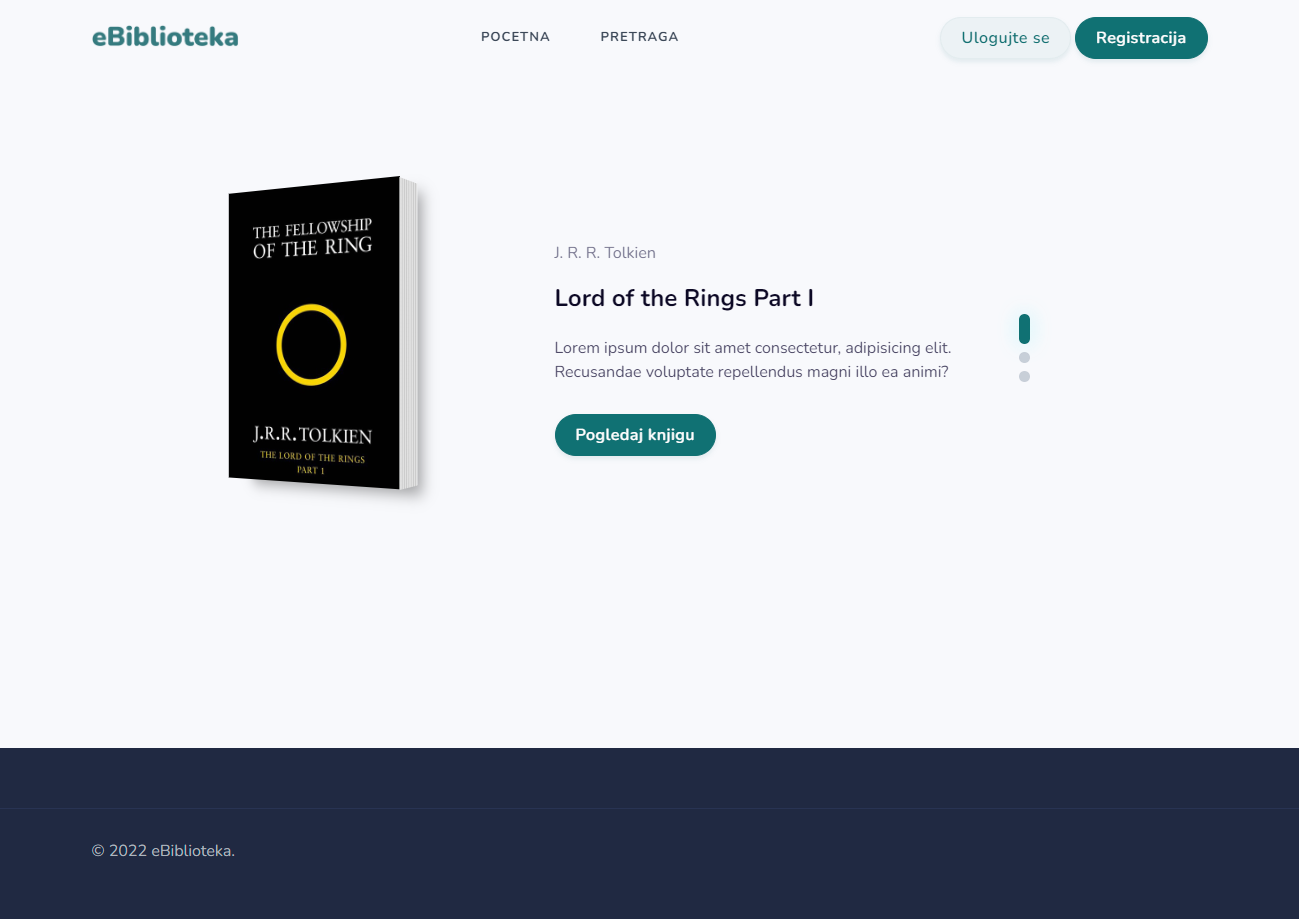 eBiblioteka
POCETNA
PRETRAGA
Ulogujte se
Registracija
THE FELLOWSHIP
OF THE RING
J.R.R. TOLKIEN
THE LORD OF THE RINGS
PART 1
J. R. R. Tolkien
Lord of the Rings Part I
Lorem ipsum dolor sit amet consectetur, adipisicing elit.
Recusandae voluptate repellendus magni illo ea animi?
Pogledaj knjigu
© 2022 eBiblioteka.